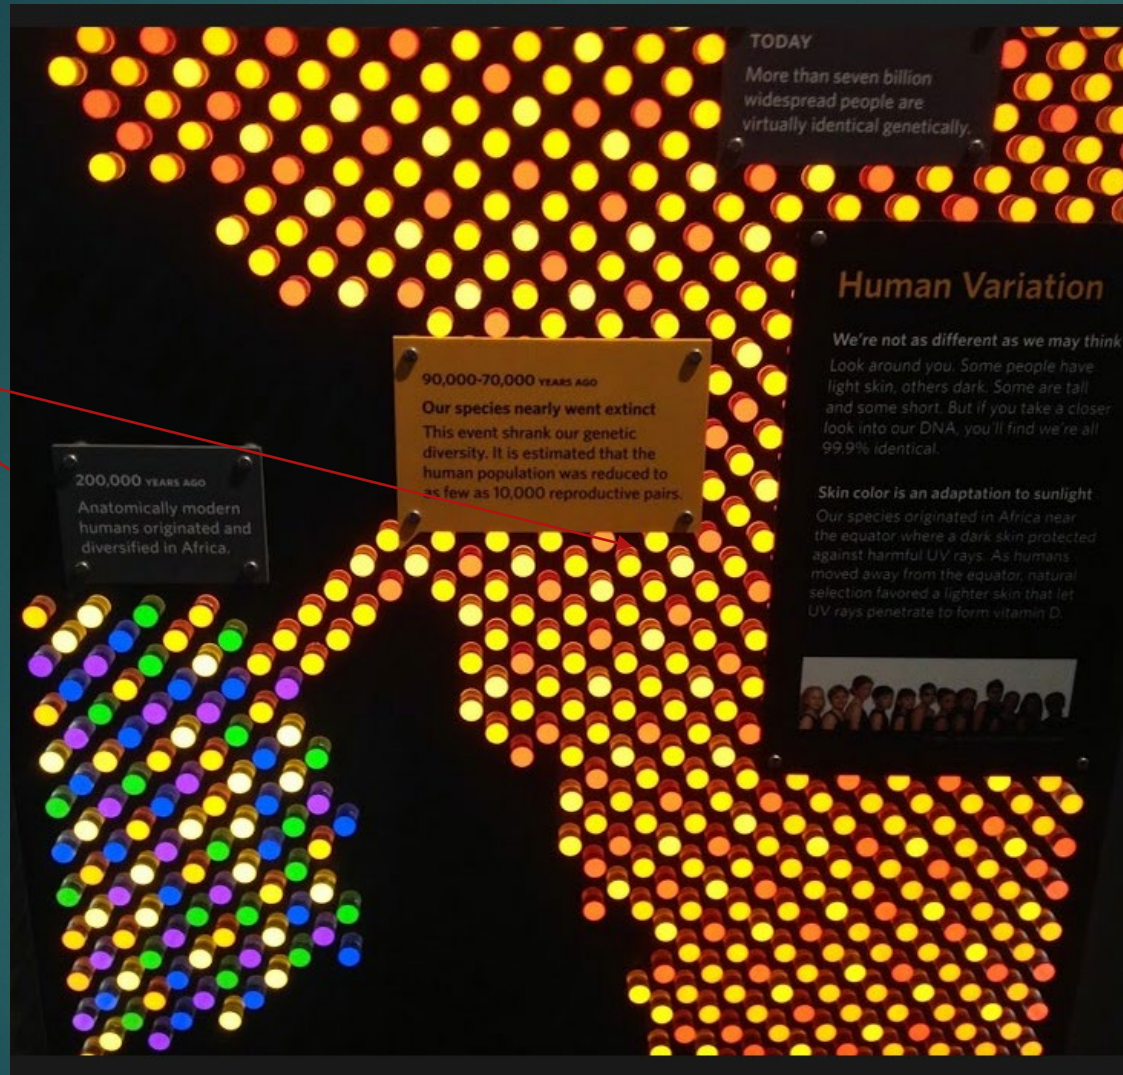 TODAY
More than seven billion
widespread people are
virtually identical genetically.
Human Variation
We're not as different as we may think
Look around you. Some people have
light skin, others dark. Some are tall
and some short. But if you take a closer
look into our DNA, you'll find we're all
99.9% identical.
Skin color is an adaptation to sunlight
Our species originated in Africa near
the equator where a dark skin protected
against harmful UV rays. As humans
moved away from the equator, natural
selection favored a lighter skin that let
UV rays penetrate to form vitamin D.
90,000-70,000 YEARS AGO
Our species nearly went extinct
This event shrank our genetic
diversity. It is estimated that the
human population was reduced to
as few as 10,000 reproductive pairs.
200,000 YEARS AGO
Anatomically modern
humans originated and
diversified in Africa.